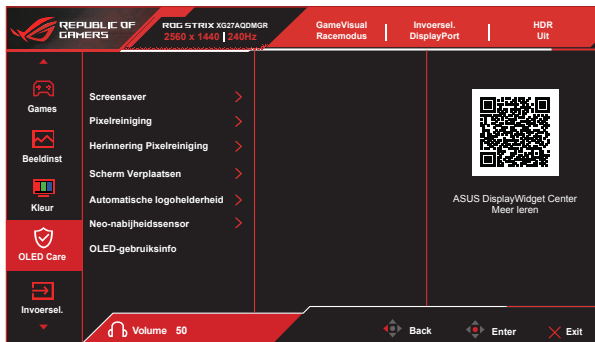 REPUBLIC OF
GAMERS
ROG STRIX XG27AQDMGR
2560 x 1440 240Hz
GameVisual
Racemodus
Invoersel.
DisplayPort
HDR
Uit
Games
Beeldinst
Kleur
OLED Care
Invoersel.
Screensaver
Pixelreiniging
Herinnering Pixelreiniging
Scherm Verplaatsen
Automatische logohelderheid
Neo-nabijheidssensor
OLED-gebruiksinfo
ASUS DisplayWidget Center
Meer leren
Volume 50
Back
Enter
Exit